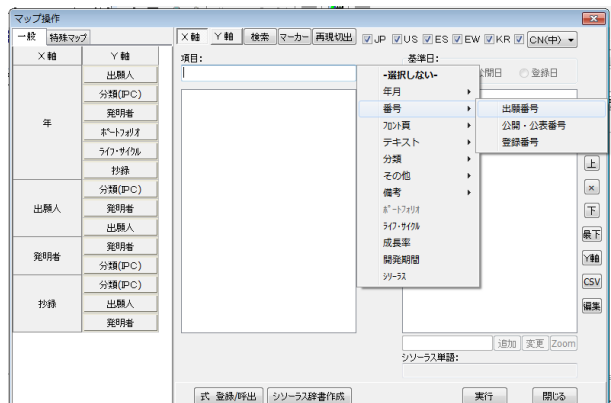 マップ操作
一般 特殊マップ
X軸 Y軸 検索 マーカー 再現切出 JP US ES EW KR CN(中)
X軸 Y軸
年
出願人
分類(IPC)
発明者
ポートフォリオ
ライフ・サイクル
抄録
出願人
分類(IPC)
発明者
出願人
発明者
発明者
分類(IPC)
抄録
分類(IPC)
出願人
発明者
項目:
基準日:
公開日 登録日
-選択しない-
年月
番号
フロント頁
テキスト
分類
その他
備考
ポートフォリオ
ライフ・サイクル
成長率
開発期間
シソーラス
出願番号
公開・公表番号
登録番号
上
×
下
最下
Y軸
CSV
編集
追加 変更 Zoom
シソーラス単語:
式 登録/呼出 シソーラス辞書作成 実行 閉じる